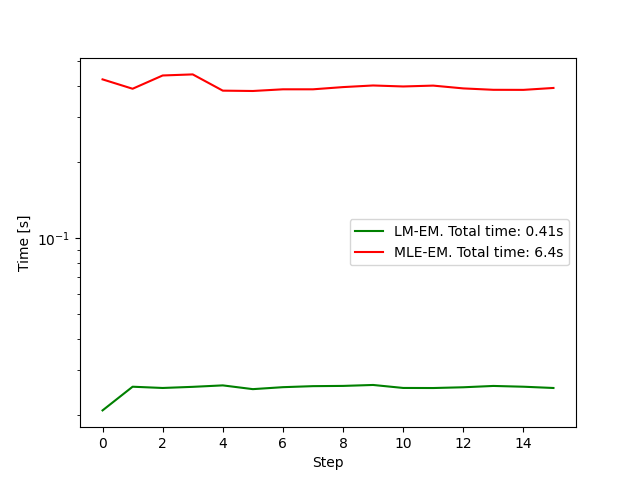 Time [s]
10⁻¹
LM-EM. Total time: 0.41s
MLE-EM. Total time: 6.4s
0 2 4 6 8 10 12 14
Step